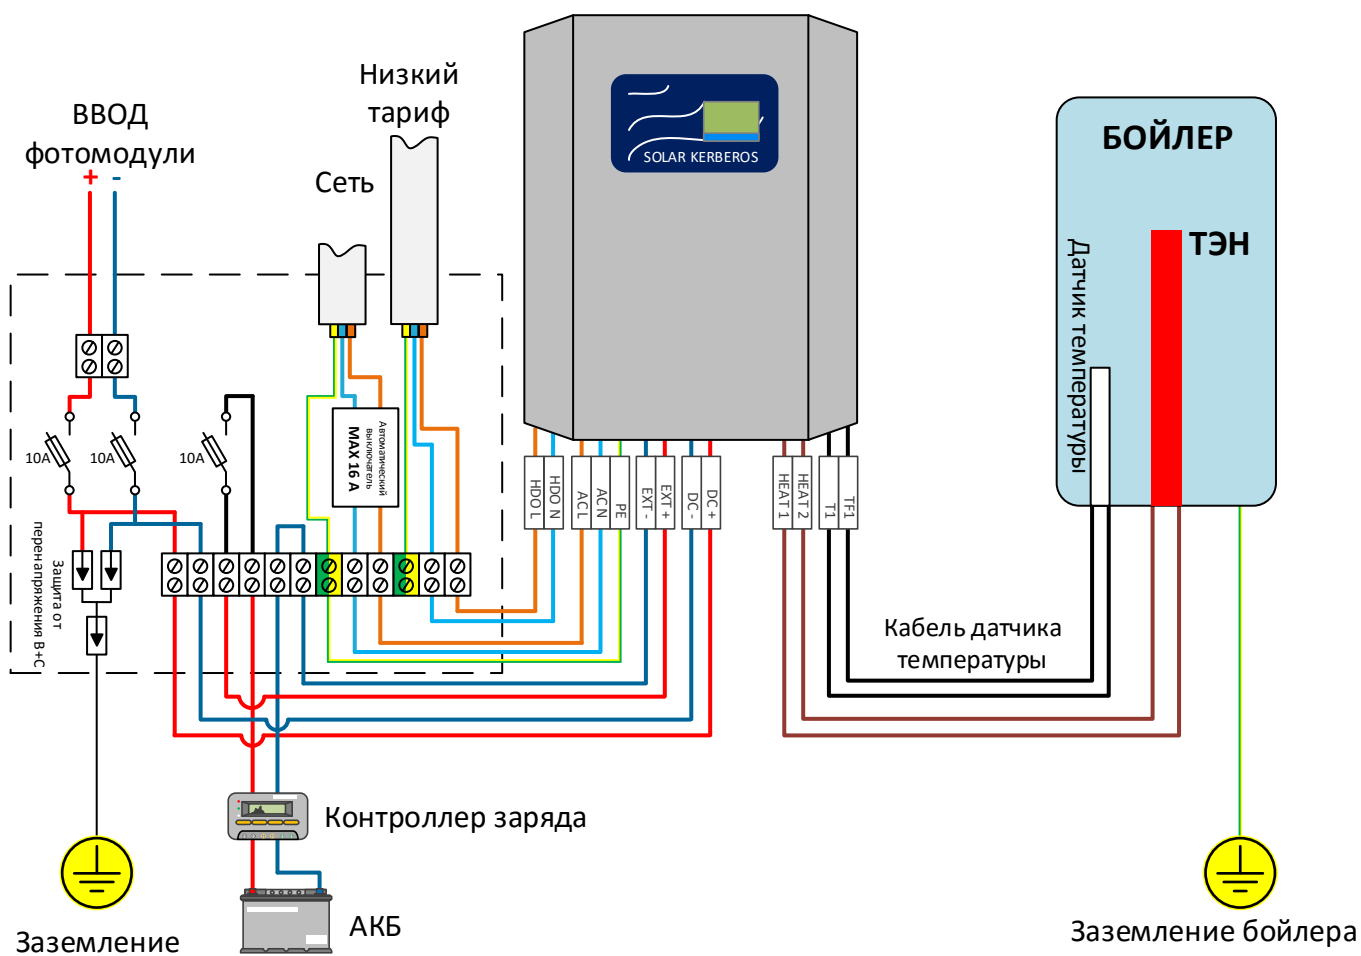 Низкий
тариф
ВВОД
фотомодули
+ -
Сеть
SOLAR KERBEROS
БОЙЛЕР
ТЭН
Датчик температуры
10А
10А
10А
Автоматический
выключатель
MAX 16 А
HDO L
HDO N
AC L
AC N
PE
EXT -
EXT +
DC -
DC +
HEAT 1
HEAT 2
T1
TF1
Защита от
перенапряжения В+С
Кабель датчика
температуры
Контроллер заряда
АКБ
Заземление
Заземление бойлера